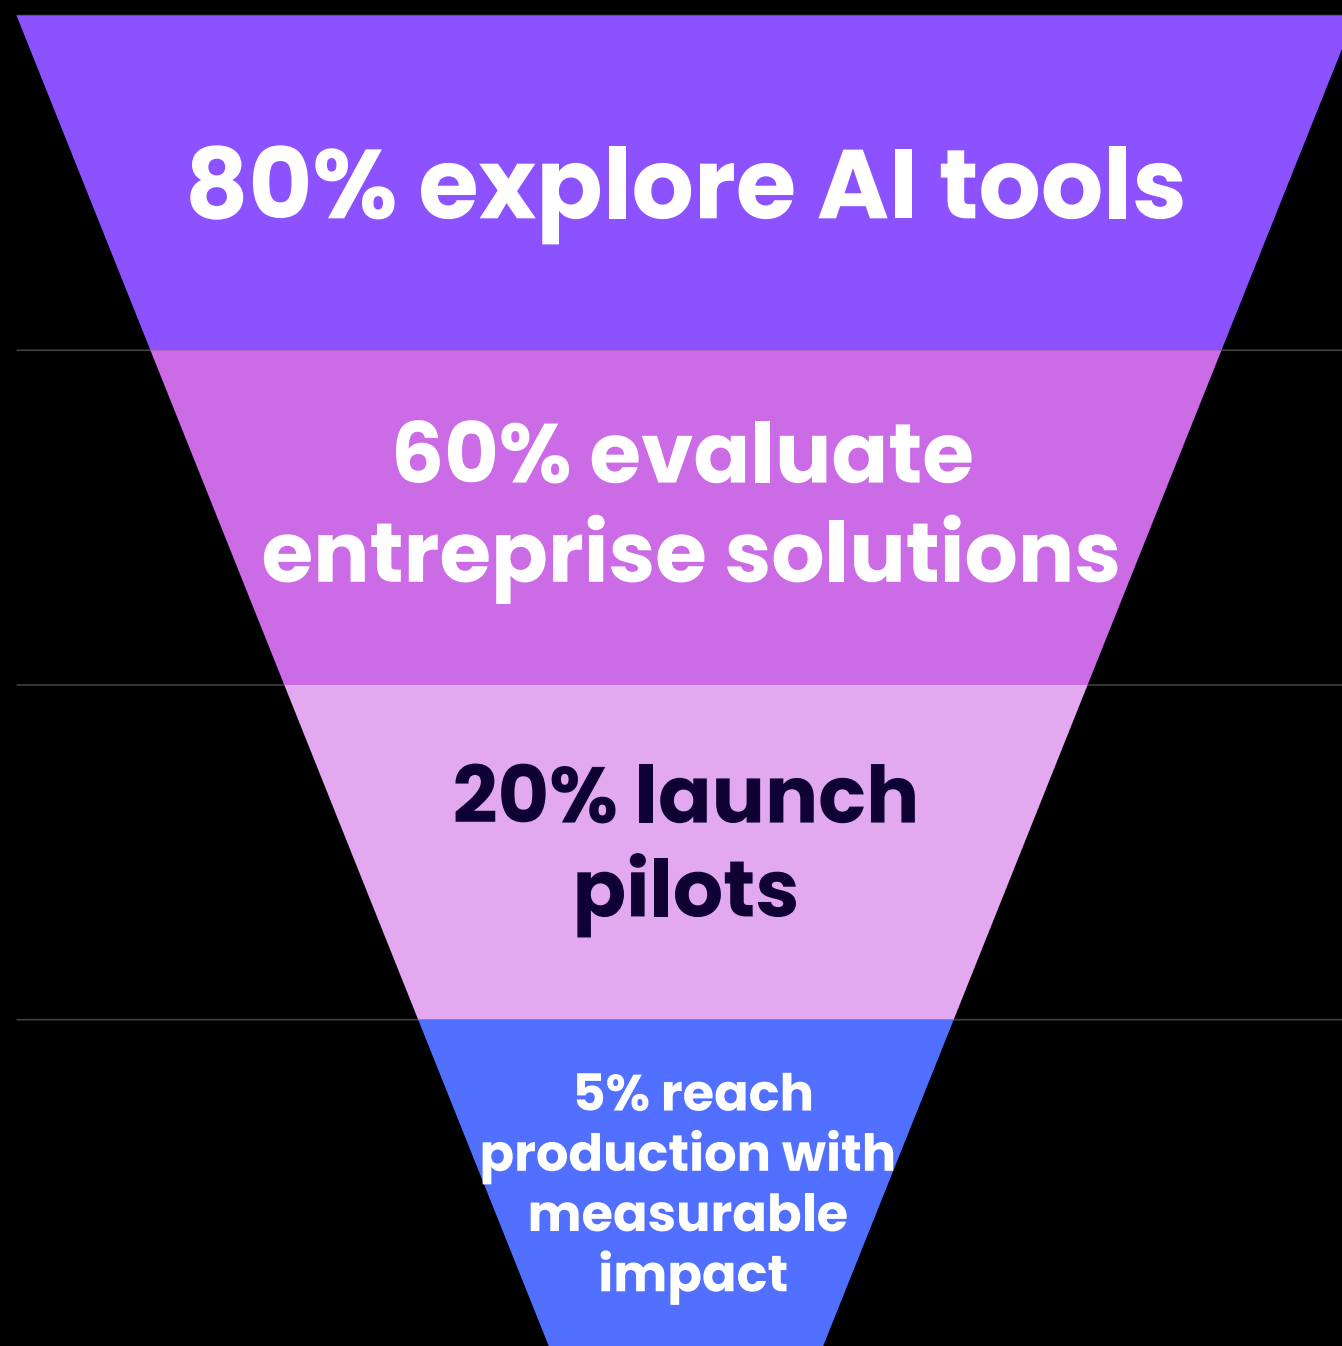 80% explore AI tools
60% evaluate
entreprise solutions
20% launch
pilots
5% reach
production with
measurable
impact